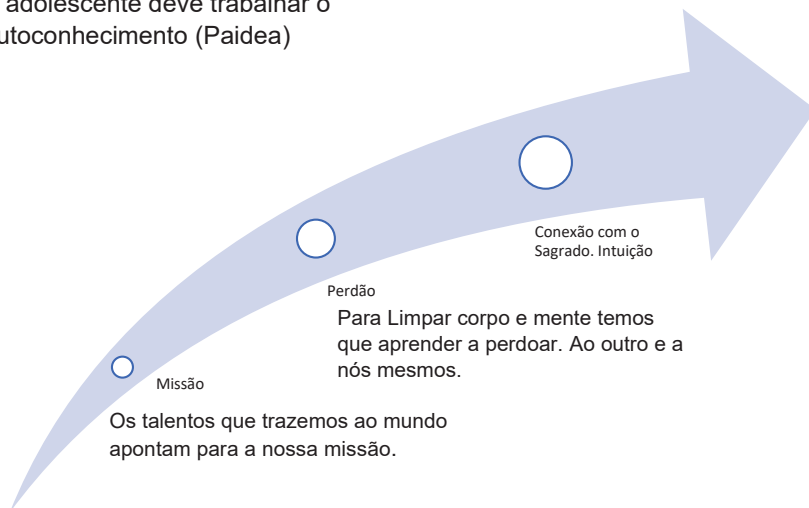 adolescente deve trabalhar o
utoconhecimento (Paidea)
Conexão com o
Sagrado. Intuição
Perdão
Para Limpar corpo e mente temos
que aprender a perdoar. Ao outro e a
nós mesmos.
Missão
Os talentos que trazemos ao mundo
apontam para a nossa missão.